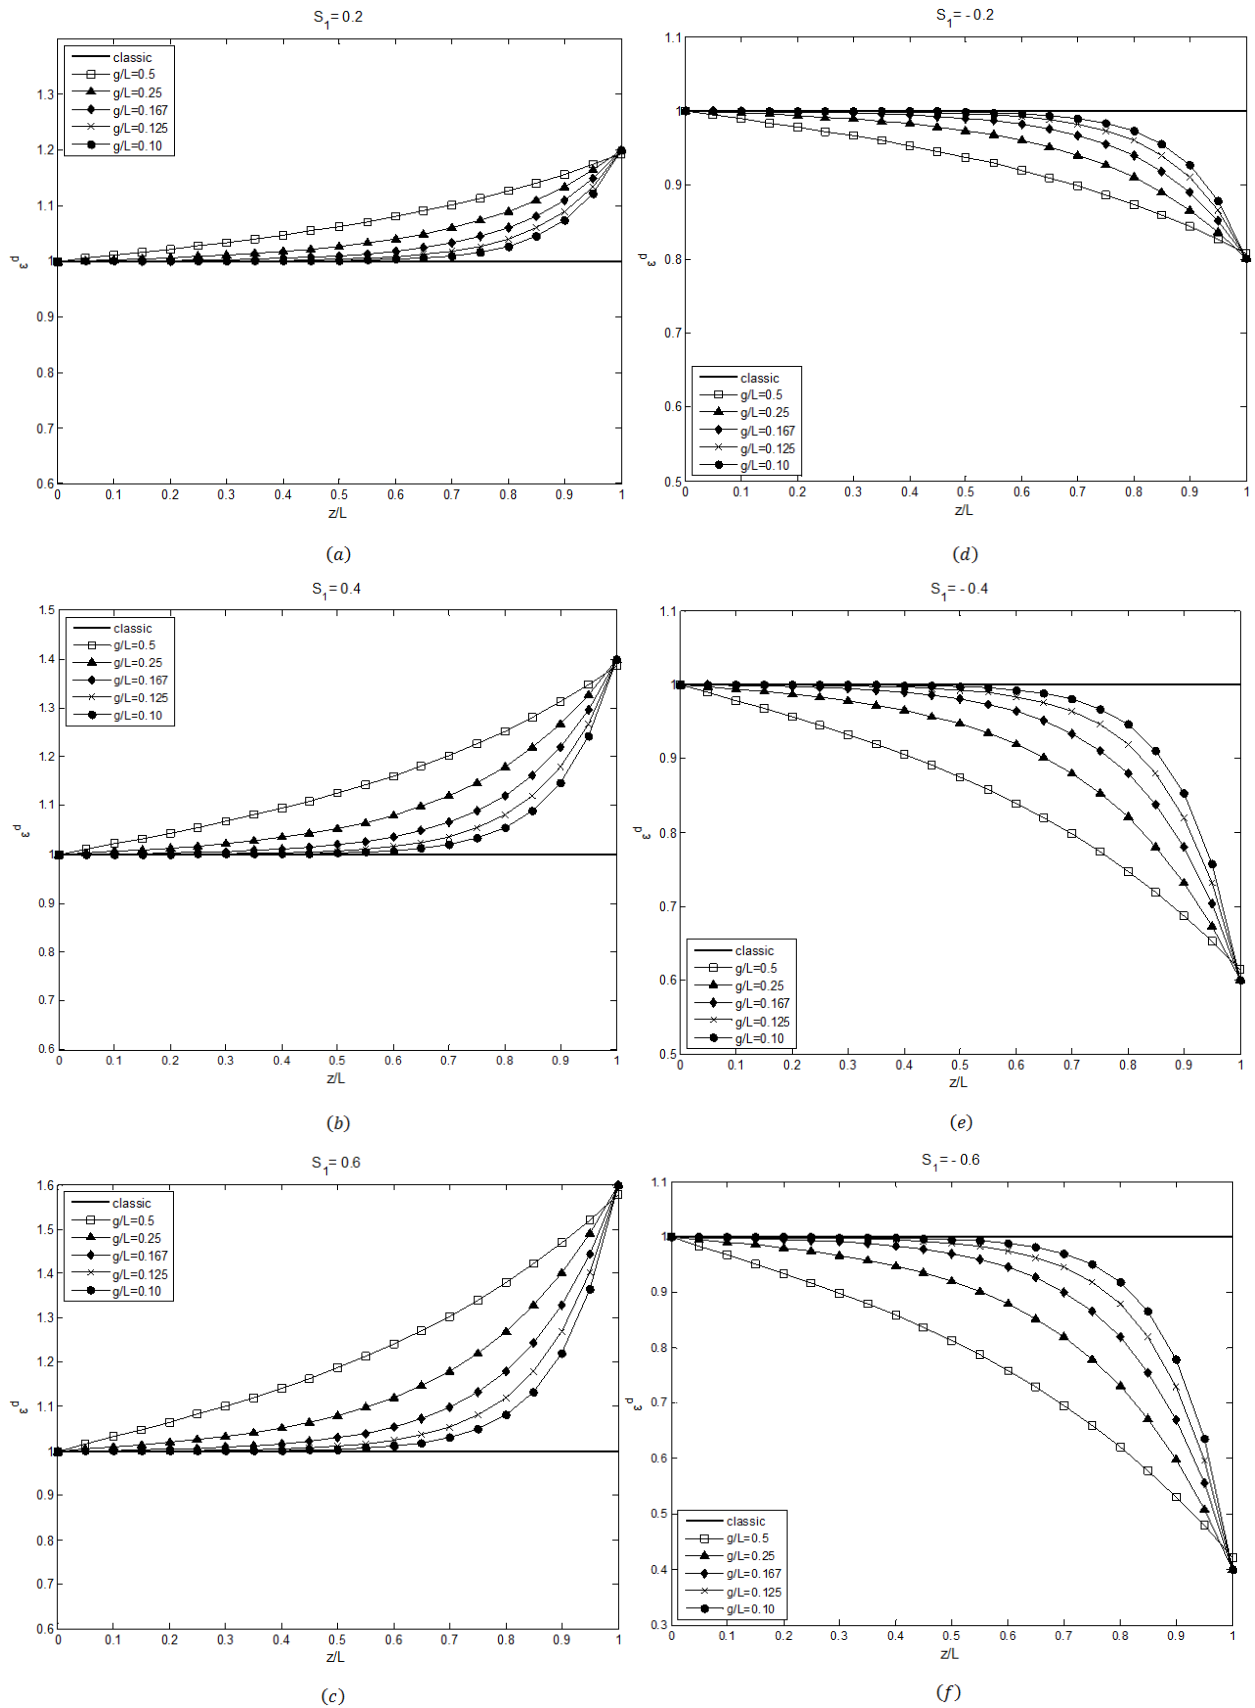 S₁= 0.2
classic
g/L=0.5
g/L=0.25
g/L=0.167
g/L=0.125
g/L=0.10
1.3
1.2
1.1
1
0.9
0.8
0.7
0.6
εd
0 0.1 0.2 0.3 0.4 0.5 0.6 0.7 0.8 0.9 1
z/L
(a)
S₁= - 0.2
1.1
1
0.9
0.8
0.7
0.6
0.5
εd
classic
g/L=0.5
g/L=0.25
g/L=0.167
g/L=0.125
g/L=0.10
0 0.1 0.2 0.3 0.4 0.5 0.6 0.7 0.8 0.9 1
z/L
(d)
S₁= 0.4
1.5
classic
g/L=0.5
g/L=0.25
g/L=0.167
g/L=0.125
g/L=0.10
1.4
1.3
1.2
1.1
1
0.9
0.8
0.7
0.6
εd
0 0.1 0.2 0.3 0.4 0.5 0.6 0.7 0.8 0.9 1
z/L
(b)
S₁= - 0.4
1.1
1
0.9
0.8
0.7
0.6
0.5
εd
classic
g/L=0.5
g/L=0.25
g/L=0.167
g/L=0.125
g/L=0.10
0 0.1 0.2 0.3 0.4 0.5 0.6 0.7 0.8 0.9 1
z/L
(e)
S₁= 0.6
1.6
classic
g/L=0.5
g/L=0.25
g/L=0.167
g/L=0.125
g/L=0.10
1.5
1.4
1.3
1.2
1.1
1
0.9
0.8
0.7
0.6
εd
0 0.1 0.2 0.3 0.4 0.5 0.6 0.7 0.8 0.9 1
z/L
(c)
S₁= - 0.6
1.1
1
0.9
0.8
0.7
0.6
0.5
0.4
0.3
εd
classic
g/L=0.5
g/L=0.25
g/L=0.167
g/L=0.125
g/L=0.10
0 0.1 0.2 0.3 0.4 0.5 0.6 0.7 0.8 0.9 1
z/L
(f)